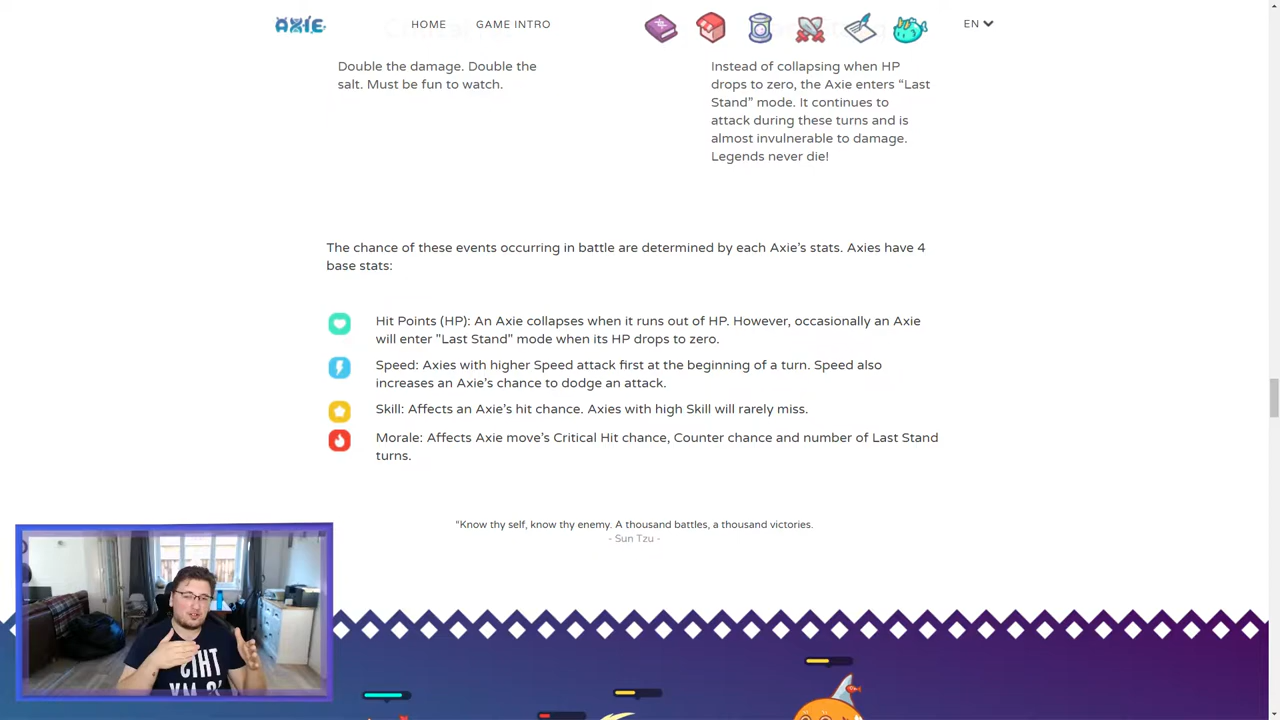 AXIE
HOME
GAME INTRO
EN
Double the damage. Double the
salt. Must be fun to watch.
Instead of collapsing when HP
drops to zero, the Axie enters “Last
Stand” mode. It continues to
attack during these turns and is
almost invulnerable to damage.
Legends never die!
The chance of these events occurring in battle are determined by each Axie’s stats. Axies have 4
base stats:
Hit Points (HP): An Axie collapses when it runs out of HP. However, occasionally an Axie
will enter "Last Stand" mode when its HP drops to zero.
Speed: Axies with higher Speed attack first at the beginning of a turn. Speed also
increases an Axie’s chance to dodge an attack.
Skill: Affects an Axie’s hit chance. Axies with high Skill will rarely miss.
Morale: Affects Axie move’s Critical Hit chance, Counter chance and number of Last Stand
turns.
“Know thy self, know thy enemy. A thousand battles, a thousand victories.
- Sun Tzu -
THIS